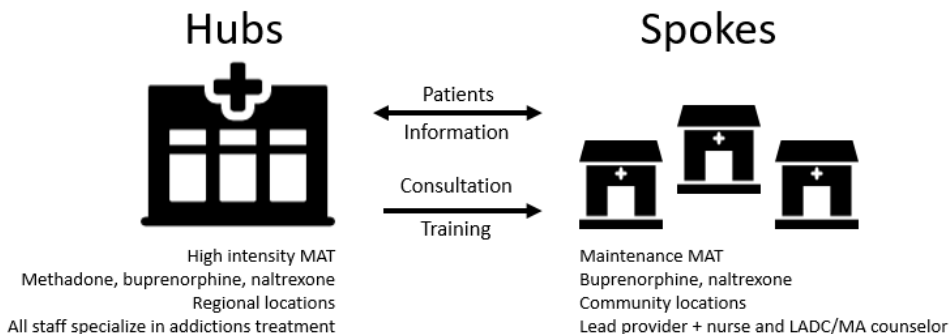 Hubs
Spokes
Patients
Information
Consultation
Training
High intensity MAT
Methadone, buprenorphine, naltrexone
Regional locations
All staff specialize in addictions treatment
Maintenance MAT
Buprenorphine, naltrexone
Community locations
Lead provider + nurse and LADC/MA counselor